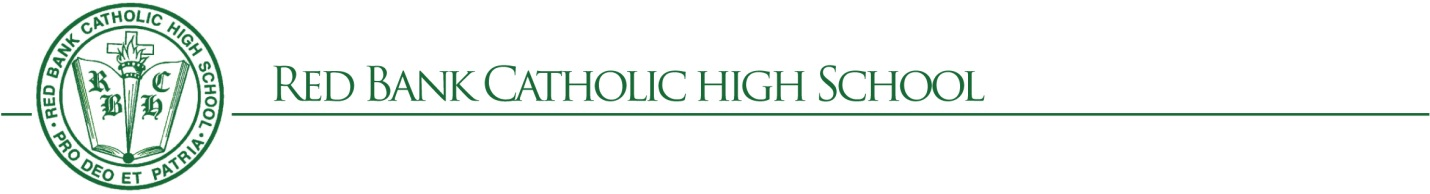 RED BANK CATHOLIC HIGH SCHOOL
R C
B H
· PRO DEO ET PATRIA ·
RED BANK CATHOLIC HIGH SCHOOL